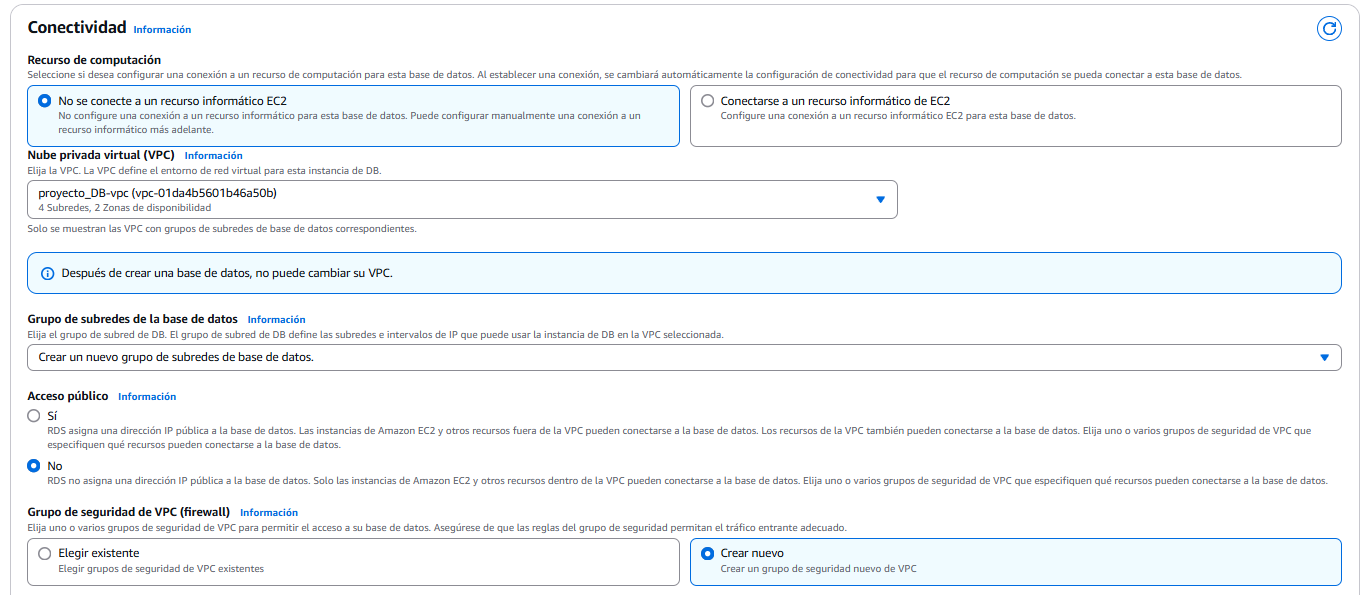 Conectividad Información
Recurso de computación
Seleccione si desea configurar una conexión a un recurso de computación para esta base de datos. Al establecer una conexión, se cambiará automáticamente la configuración de conectividad para que el recurso de computación se pueda conectar a esta base de datos.
No se conecte a un recurso informático EC2
No configure una conexión a un recurso informático para esta base de datos. Puede configurar manualmente una conexión a un
recurso informático más adelante.
Conectarse a un recurso informático de EC2
Configure una conexión a un recurso informático EC2 para esta base de datos.
Nube privada virtual (VPC) Información
Elija la VPC. La VPC define el entorno de red virtual para esta instancia de DB.
proyecto_DB-vpc (vpc-01da4b5601b46a50b)
4 Subredes, 2 Zonas de disponibilidad
Solo se muestran las VPC con grupos de subredes de base de datos correspondientes.
Después de crear una base de datos, no puede cambiar su VPC.
Grupo de subredes de la base de datos Información
Elija el grupo de subred de DB. El grupo de subred de DB define las subredes e intervalos de IP que puede usar la instancia de DB en la VPC seleccionada.
Crear un nuevo grupo de subredes de base de datos.
Acceso público Información
Sí
RDS asigna una dirección IP pública a la base de datos. Las instancias de Amazon EC2 y otros recursos fuera de la VPC pueden conectarse a la base de datos. Los recursos de la VPC también pueden conectarse a la base de datos. Elija uno o varios grupos de seguridad de VPC que
especifiquen qué recursos pueden conectarse a la base de datos.
No
RDS no asigna una dirección IP pública a la base de datos. Solo las instancias de Amazon EC2 y otros recursos dentro de la VPC pueden conectarse a la base de datos. Elija uno o varios grupos de seguridad de VPC que especifiquen qué recursos pueden conectarse a la base de datos.
Grupo de seguridad de VPC (firewall) Información
Elija uno o varios grupos de seguridad de VPC para permitir el acceso a su base de datos. Asegúrese de que las reglas del grupo de seguridad permitan el tráfico entrante adecuado.
Elegir existente
Elegir grupos de seguridad de VPC existentes
Crear nuevo
Crear un grupo de seguridad nuevo de VPC